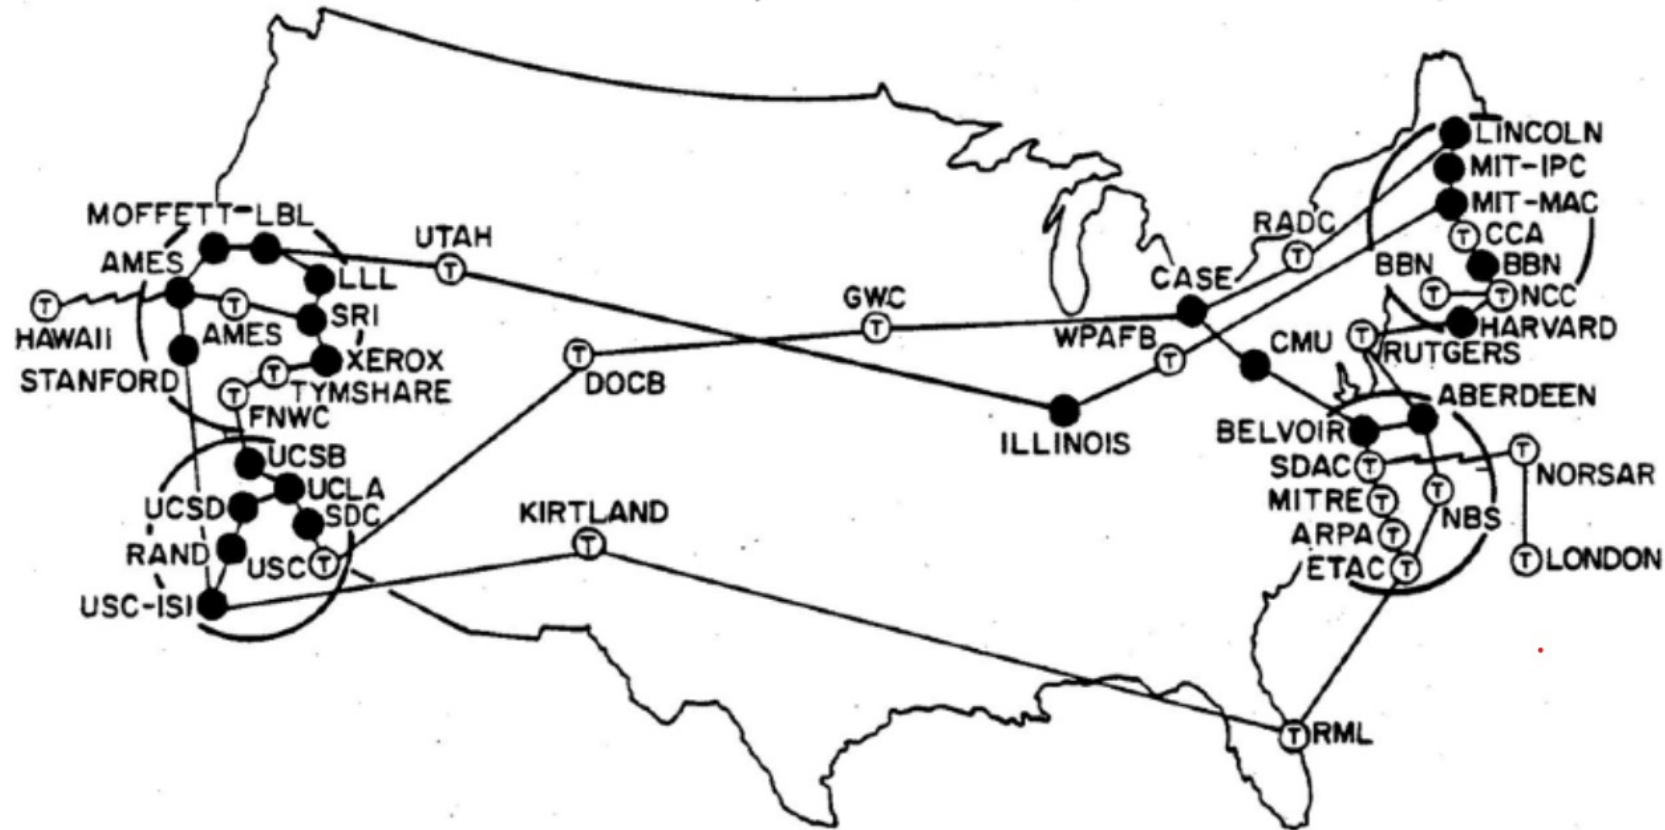 LINCOLN
MIT-IPC
MIT-MAC
T CCA
BBN
BBN
T
T NCC
HARVARD
RADC
T
CASE
MOFFETT-LBL
UTAH
T
AMES
LLL
T
HAWAII
T
AMES
SRI
GWC
T
WPAFB
T
CMU
T
RUTGERS
STANFORD
XEROX
T
TYMSHARE
T
FNWC
T
DOCB
ILLINOIS
ABERDEEN
BELVOIR
SDAC T
T
NORSAR
MITRE T
T
NBS
ARPA T
ETAC T
T LONDON
UCSB
UCLA
UCSD
SDC
RAND
USC T
USC-ISI
KIRTLAND
T
T RML